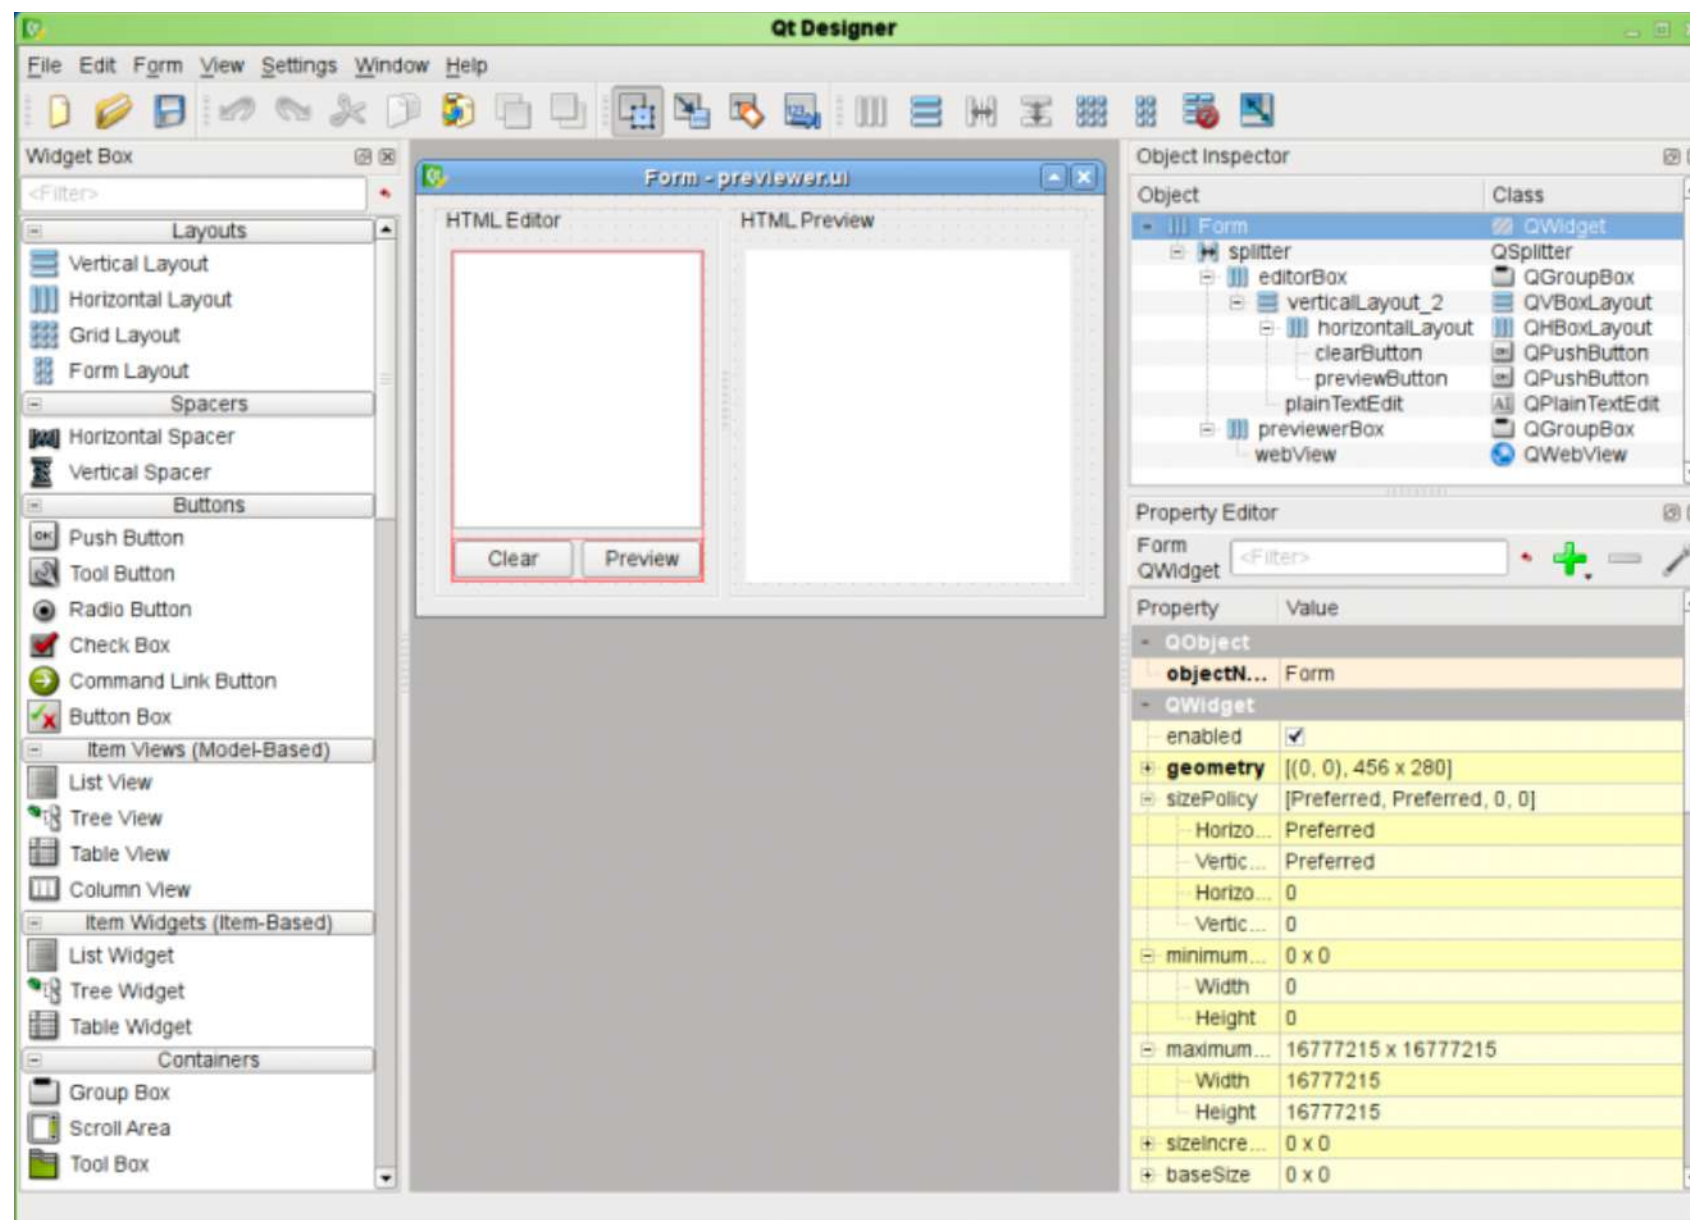 Qt Designer
File Edit Form View Settings Window Help
Widget Box
<Filter>
Layouts
Vertical Layout
Horizontal Layout
Grid Layout
Form Layout
Spacers
Horizontal Spacer
Vertical Spacer
Buttons
Push Button
Tool Button
Radio Button
Check Box
Command Link Button
Button Box
Item Views (Model-Based)
List View
Tree View
Table View
Column View
Item Widgets (Item-Based)
List Widget
Tree Widget
Table Widget
Containers
Group Box
Scroll Area
Tool Box
Form - previewer.ui
HTML Editor HTML Preview
Clear Preview
Object Inspector
Object Class
Form QWidget
splitter QSplitter
editorBox QGroupBox
verticalLayout_2 QVBoxLayout
horizontalLayout QHBoxLayout
clearButton QPushButton
previewButton QPushButton
plainTextEdit QPlainTextEdit
previewerBox QGroupBox
webView QWebView
Property Editor
Form
QWidget
<Filter>
Property Value
QObject
objectN... Form
QWidget
enabled
geometry [(0, 0), 456 x 280]
sizePolicy [Preferred, Preferred, 0, 0]
Horizo... Preferred
Vertic... Preferred
Horizo... 0
Vertic... 0
minimum... 0 x 0
Width 0
Height 0
maximum... 16777215 x 16777215
Width 16777215
Height 16777215
sizeIncre... 0 x 0
baseSize 0 x 0